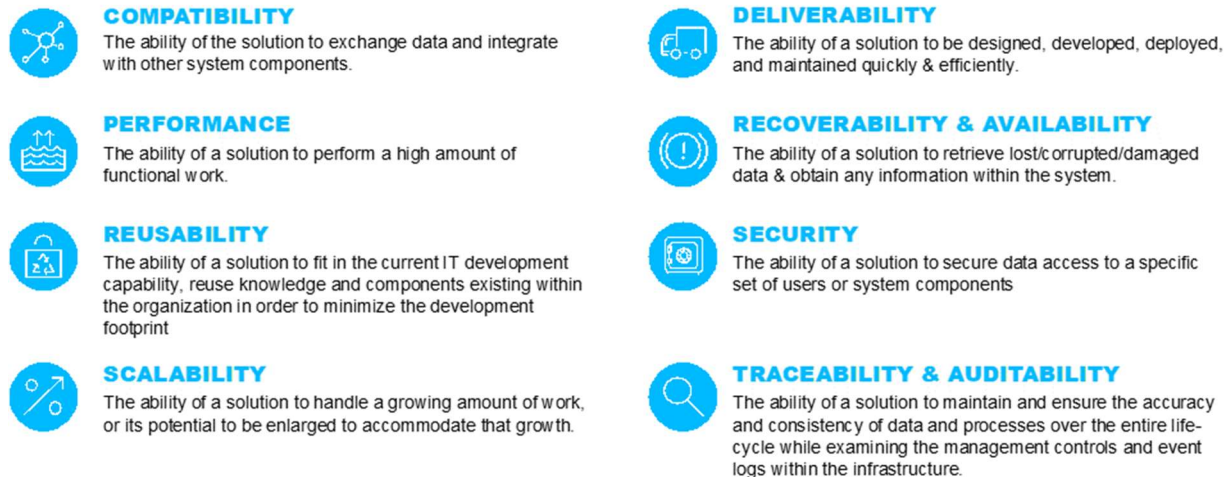 COMPATIBILITY
The ability of the solution to exchange data and integrate
with other system components.
PERFORMANCE
The ability of a solution to perform a high amount of
functional work.
REUSABILITY
The ability of a solution to fit in the current IT development
capability, reuse knowledge and components existing within
the organization in order to minimize the development
footprint
SCALABILITY
The ability of a solution to handle a growing amount of work,
or its potential to be enlarged to accommodate that growth.
DELIVERABILITY
The ability of a solution to be designed, developed, deployed,
and maintained quickly & efficiently.
RECOVERABILITY & AVAILABILITY
The ability of a solution to retrieve lost/corrupted/damaged
data & obtain any information within the system.
SECURITY
The ability of a solution to secure data access to a specific
set of users or system components
TRACEABILITY & AUDITABILITY
The ability of a solution to maintain and ensure the accuracy
and consistency of data and processes over the entire life-
cycle while examining the management controls and event
logs within the infrastructure.